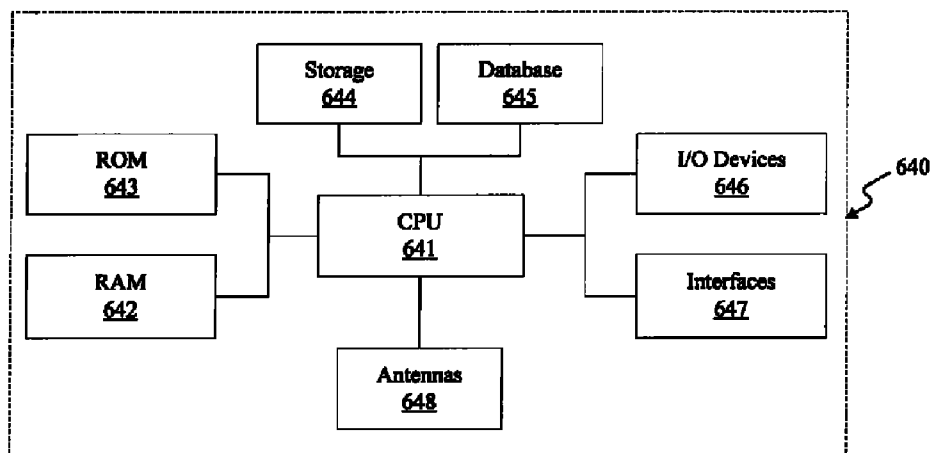 Storage
644
Database
645
ROM
643
I/O Devices
646
640
CPU
641
RAM
642
Interfaces
647
Antennas
648